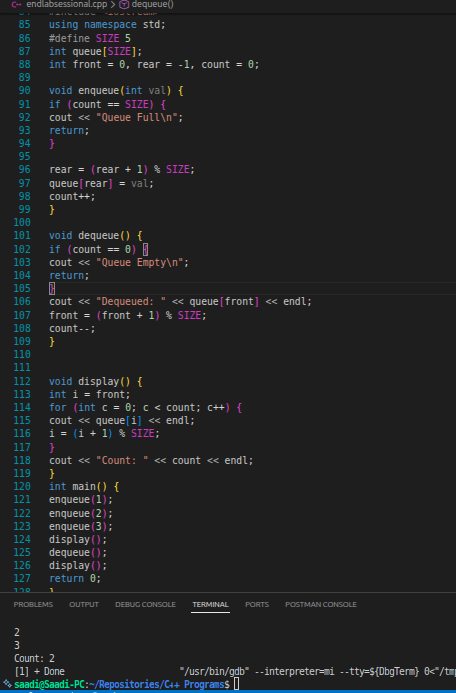 endlabsessional.cpp > dequeue()
84 #include <iostream>
85 using namespace std;
86 #define SIZE 5
87 int queue[SIZE];
88 int front = 0, rear = -1, count = 0;
89
90 void enqueue(int val) {
91 if (count == SIZE) {
92 cout << "Queue Full\n";
93 return;
94 }
95
96 rear = (rear + 1) % SIZE;
97 queue[rear] = val;
98 count++;
99 }
100
101 void dequeue() {
102 if (count == 0) {
103 cout << "Queue Empty\n";
104 return;
105 }
106 cout << "Dequeued: " << queue[front] << endl;
107 front = (front + 1) % SIZE;
108 count--;
109 }
110
111
112 void display() {
113 int i = front;
114 for (int c = 0; c < count; c++) {
115 cout << queue[i] << endl;
116 i = (i + 1) % SIZE;
117 }
118 cout << "Count: " << count << endl;
119 }
120 int main() {
121 enqueue(1);
122 enqueue(2);
123 enqueue(3);
124 display();
125 dequeue();
126 display();
127 return 0;
128 }
PROBLEMS OUTPUT DEBUG CONSOLE TERMINAL PORTS POSTMAN CONSOLE
2
3
Count: 2
[1] + Done "/usr/bin/gdb" --interpreter=mi --tty=${DbgTerm} 0<"/tmp
saadi@Saadi-PC:~/Repositories/C++ Programs$